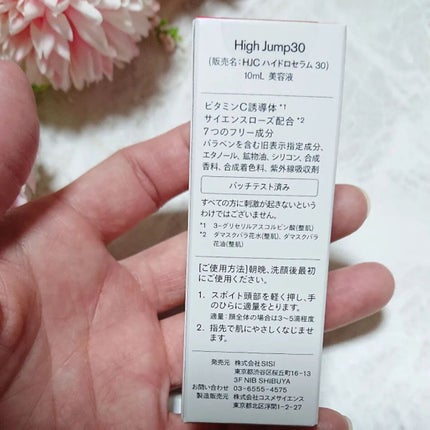 High Jump30
(販売名：HJC ハイドロセラム 30)
10mL 美容液
ビタミンC誘導体 *1
サイエンスローズ配合 *2
7つのフリー成分
パラベンを含む旧表示指定成分、
エタノール、鉱物油、シリコン、合成
香料、合成着色料、紫外線吸収剤
パッチテスト済み
すべての方に刺激が起きないという
わけではございません。
*1 3-グリセリルアスコルビン酸(整肌)
*2 ダマスクバラ花水(整肌)、ダマスクバラ
花油(整肌)
[ご使用方法]朝晩、洗顔後最初
にご使用ください。
1. スポイト頭部を軽く押し、手
のひらに適量をとります。
適量：顔全体の場合は3~5滴程度
2. 指先で肌にやさしくなじませ
ます。
発売元 株式会社SISI
東京都渋谷区桜丘町16-13
3F NIB SHIBUYA
お問い合わせ 03-6555-4575
製造販売元 株式会社コスメサイエンス
東京都北区浮間1-2-27